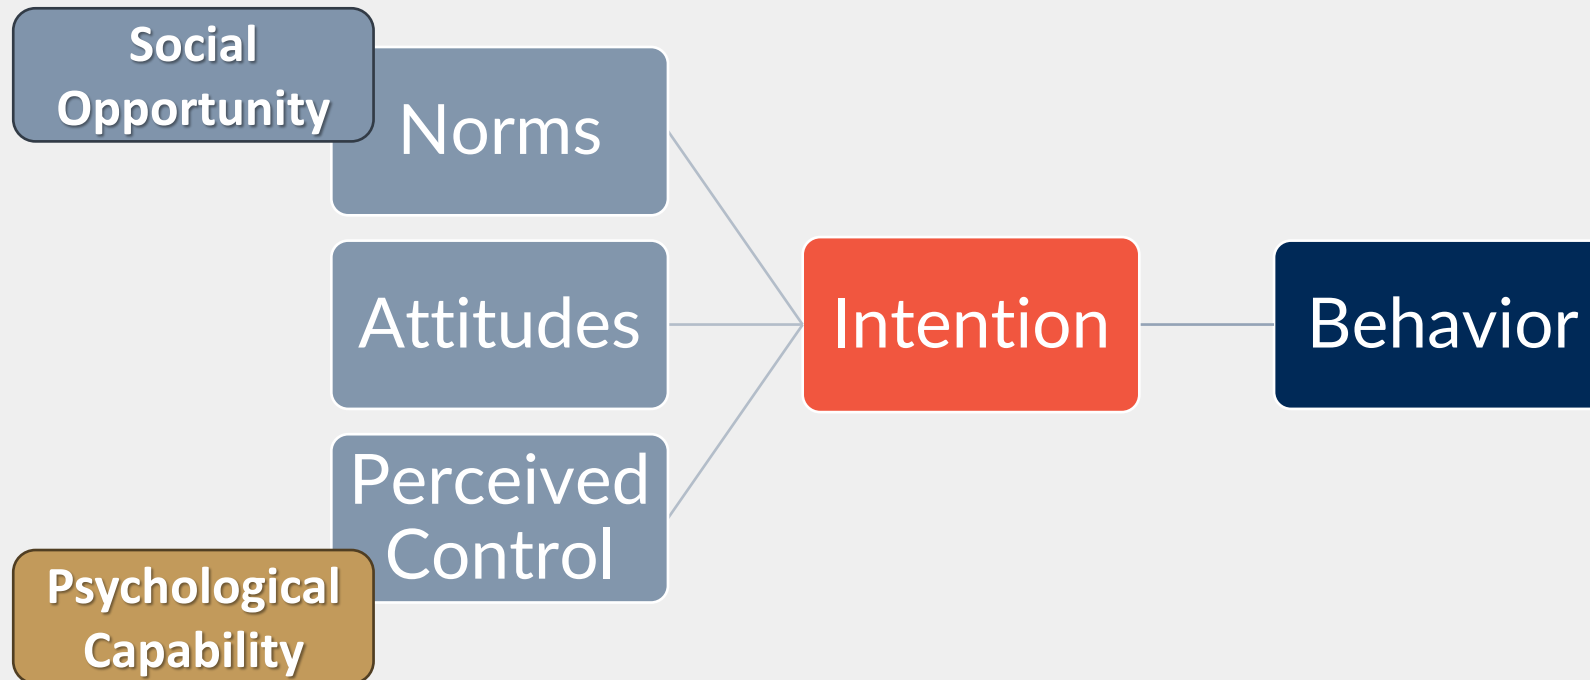 Social
Opportunity
Norms
Attitudes
Perceived
Control
Psychological
Capability
Intention
Behavior